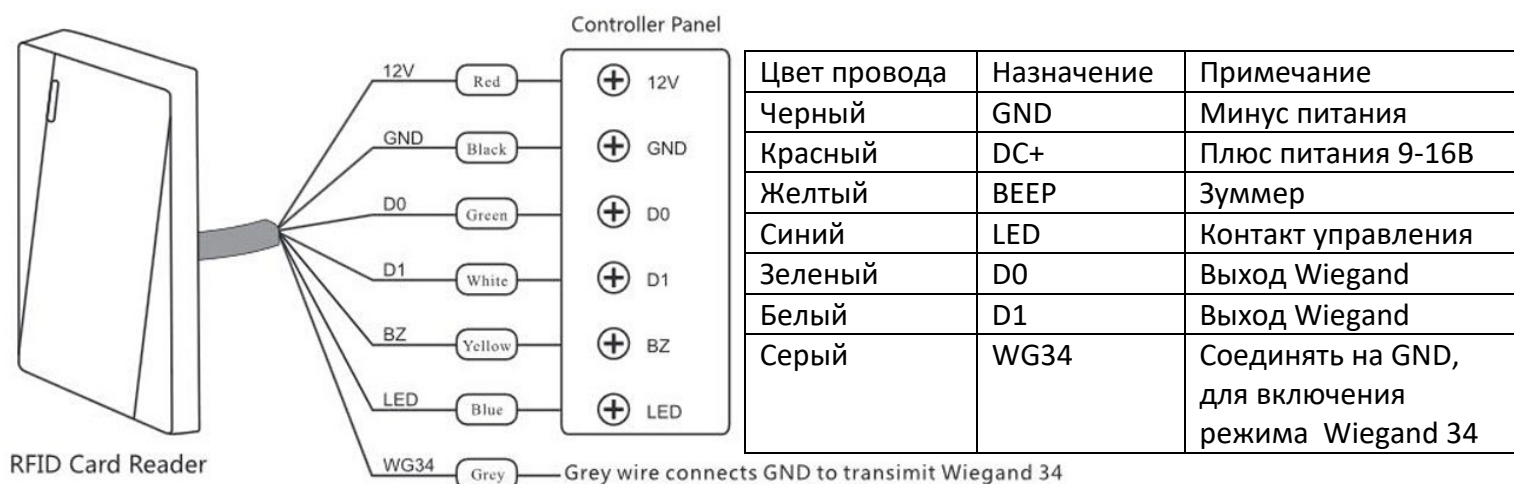 Controller Panel
12V Red 12V
GND Black GND
D0 Green D0
D1 White D1
BZ Yellow BZ
LED Blue LED
WG34 Grey Grey wire connects GND to transimit Wiegand 34
RFID Card Reader
Цвет провода Назначение Примечание
Черный GND Минус питания
Красный DC+ Плюс питания 9-16В
Желтый BEEP Зуммер
Синий LED Контакт управления
Зеленый D0 Выход Wiegand
Белый D1 Выход Wiegand
Серый WG34 Соединять на GND,
для включения
режима Wiegand 34